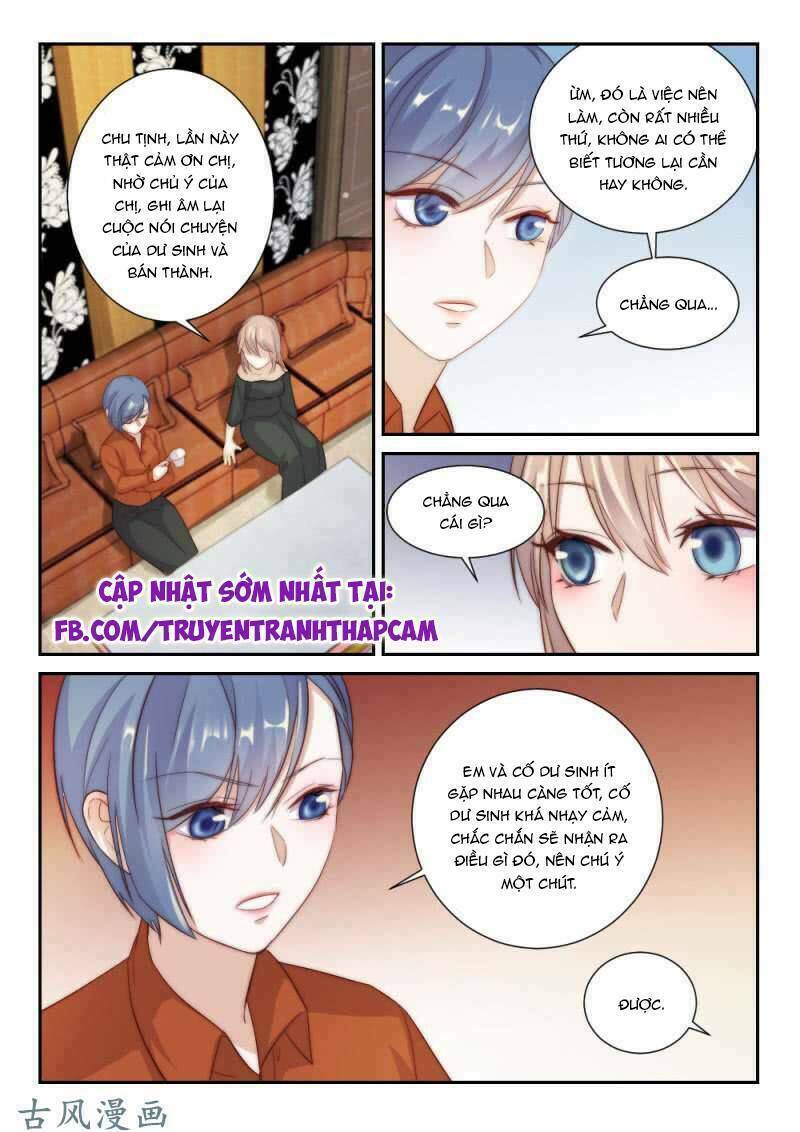 CHU TỊNH, LẦN NÀY
THẬT CẢM ƠN CHỊ,
NHỜ CHỦ Ý CỦA
CHỊ, GHI ÂM LẠI
CUỘC NÓI CHUYỆN
CỦA DƯ SINH VÀ
BÁN THÀNH.
ỪM, ĐÓ LÀ VIỆC NÊN
LÀM, CÒN RẤT NHIỀU
THỨ, KHÔNG AI CÓ THỂ
BIẾT TƯƠNG LẠI CẦN
HAY KHÔNG.
CHẲNG QUA...
CHẲNG QUA
CÁI GÌ?
CẬP NHẬT SỚM NHẤT TẠI:
FB.COM/TRUYENTRANHTHAPCAM
EM VÀ CỐ DƯ SINH ÍT
GẶP NHAU CÀNG TỐT, CỐ
DƯ SINH KHÁ NHẠY CẢM,
CHẮC CHẮN SẼ NHẬN RA
ĐIỀU GÌ ĐÓ, NÊN CHÚ Ý
MỘT CHÚT.
ĐƯỢC.
古风漫画